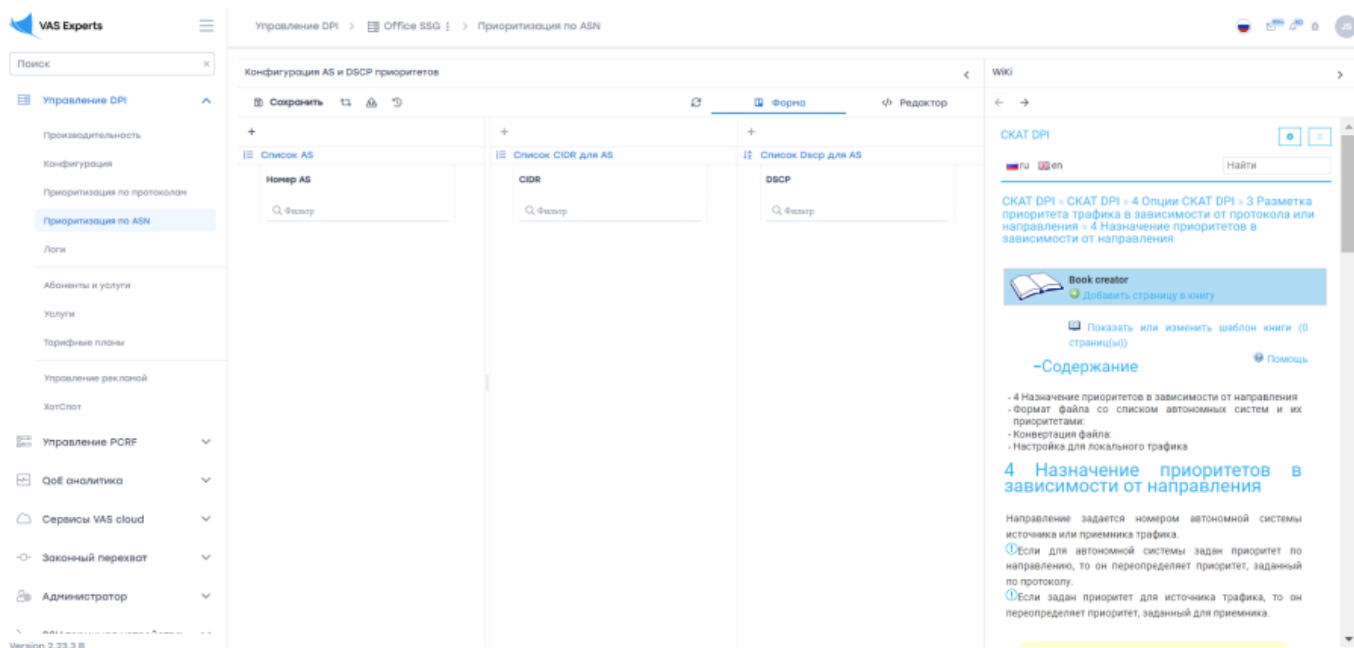 VAS Experts
Управление DPI > Office SSG > Приоритизация по ASN
JS
Поиск
Управление DPI
Производительность
Конфигурация
Приоритизация по протоколам
Приоритизация по ASN
Логи
Абоненты и услуги
Услуги
Тарифные планы
Управление рекламой
ХотСпот
Управление PCRF
QoE аналитика
Сервисы VAS cloud
Законный перехват
Администратор
Version 2.23.3 B
Конфигурация AS и DSCP приоритетов
Сохранить
Форма
</> Редактор
+
+
+
Список AS
Список CIDR для AS
Список Dscp для AS
Номер AS
CIDR
DSCP
Фильтр
Фильтр
Фильтр
WiKi
СКАТ DPI
ru en
Найти
СКАТ DPI » СКАТ DPI » 4 Опции СКАТ DPI » 3 Разметка
приоритета трафика в зависимости от протокола или
направления » 4 Назначение приоритетов в
зависимости от направления
Book creator
Добавить страницу в книгу
Показать или изменить шаблон книги (0
страниц(ы))
Помощь
−Содержание
- 4 Назначение приоритетов в зависимости от направления
- Формат файла со списком автономных систем и их
приоритетами:
- Конвертация файла:
- Настройка для локального трафика
4 Назначение приоритетов в
зависимости от направления
Направление задается номером автономной системы
источника или приемника трафика.
Если для автономной системы задан приоритет по
направлению, то он переопределяет приоритет, заданный
по протоколу.
Если задан приоритет для источника трафика, то он
переопределяет приоритет, заданный для приемника.